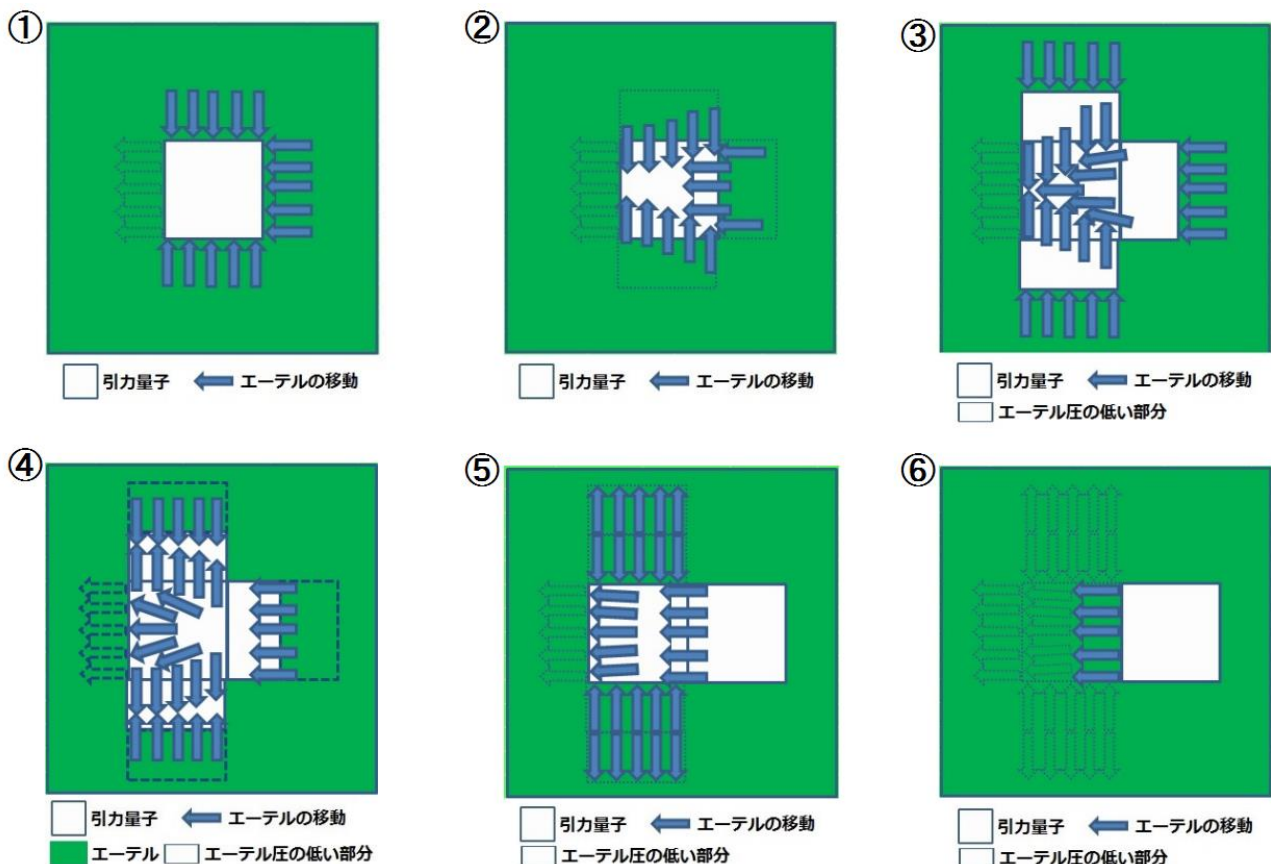 ①
②
③
引力量子 エーテルの移動
引力量子 エーテルの移動
引力量子 エーテルの移動
エーテル圧の低い部分
④
⑤
⑥
引力量子 エーテルの移動
エーテル エーテル圧の低い部分
引力量子 エーテルの移動
エーテル圧の低い部分
引力量子 エーテルの移動
エーテル圧の低い部分